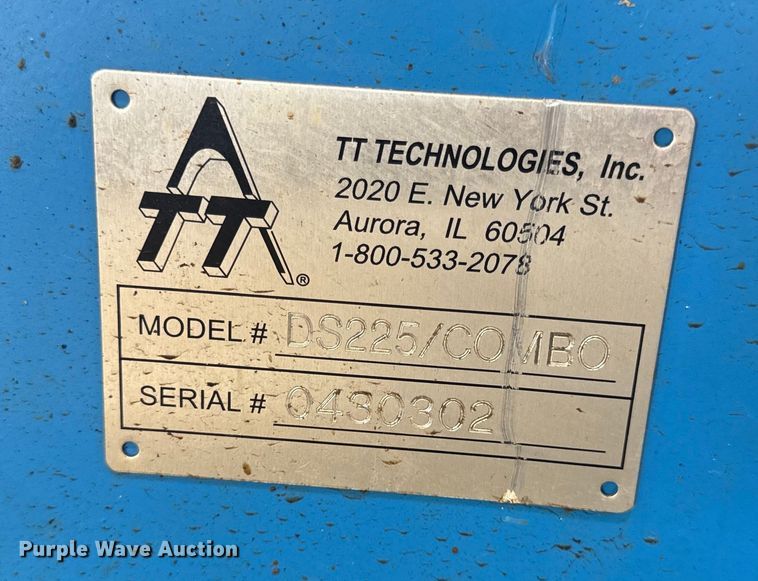 TT
TT TECHNOLOGIES, Inc.
2020 E. New York St.
Aurora, IL 60504
1-800-533-2078
®
MODEL # DS225/COMBO
SERIAL # 0430302
Purple Wave Auction